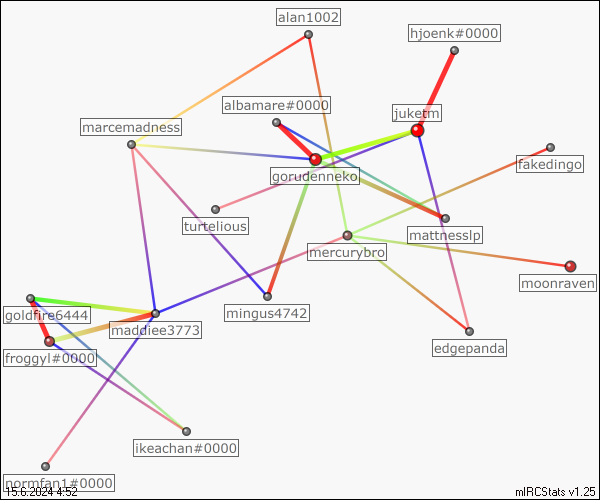 alan1002
hjoenk#0000
albamare#0000
juketm
marcemadness
fakedingo
gorudenneko
turtelious
mattnesslp
mercurybro
moonraven
goldfire6444
mingus4742
maddiee3773
edgepanda
froggyl#0000
ikeachan#0000
normfan1#0000
15.6.2024 4:52
mIRCStats v1.25